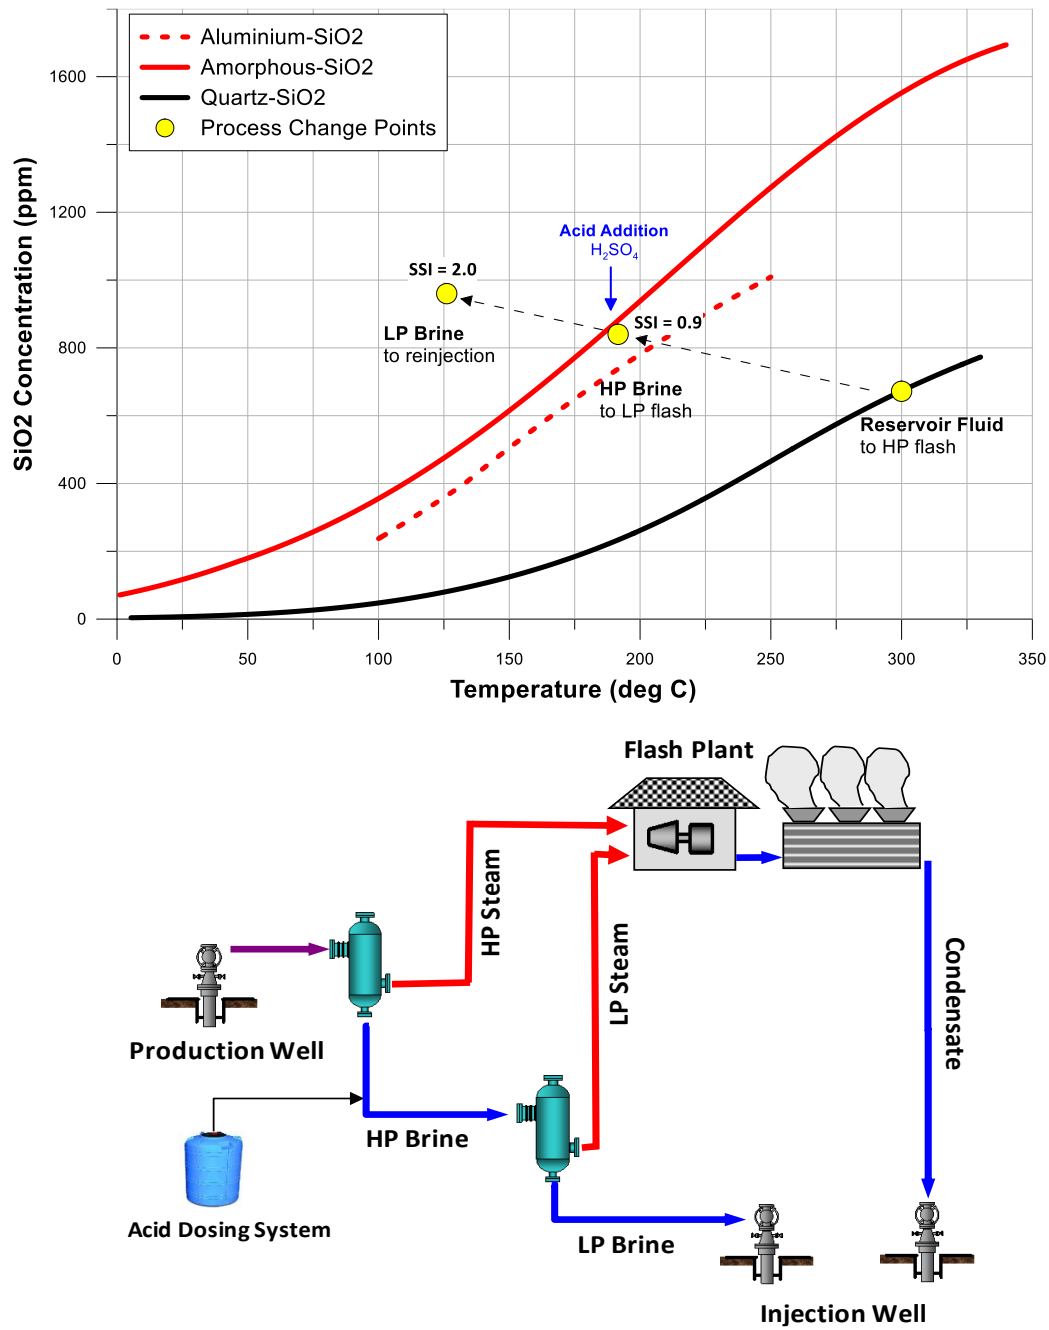 Aluminium-SiO2
Amorphous-SiO2
Quartz-SiO2
Process Change Points
SiO2 Concentration (ppm)
1600
1200
800
400
0
Acid Addition
H₂SO₄
SSI = 2.0
SSI = 0.9
LP Brine
to reinjection
HP Brine
to LP flash
Reservoir Fluid
to HP flash
0
50
100
150
200
250
300
350
Temperature (deg C)
Flash Plant
HP Steam
LP Steam
Condensate
Production Well
HP Brine
Acid Dosing System
LP Brine
Injection Well